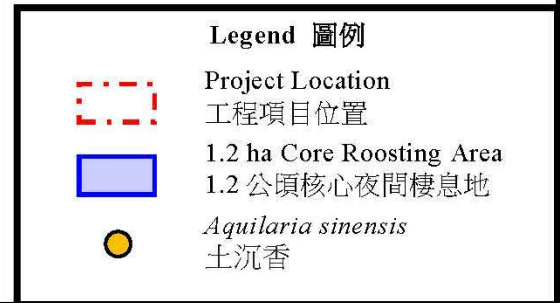 Legend 圖例
Project Location
工程項目位置
1.2 ha Core Roosting Area
1.2 公頃核心夜間棲息地
Aquilaria sinensis
土沉香